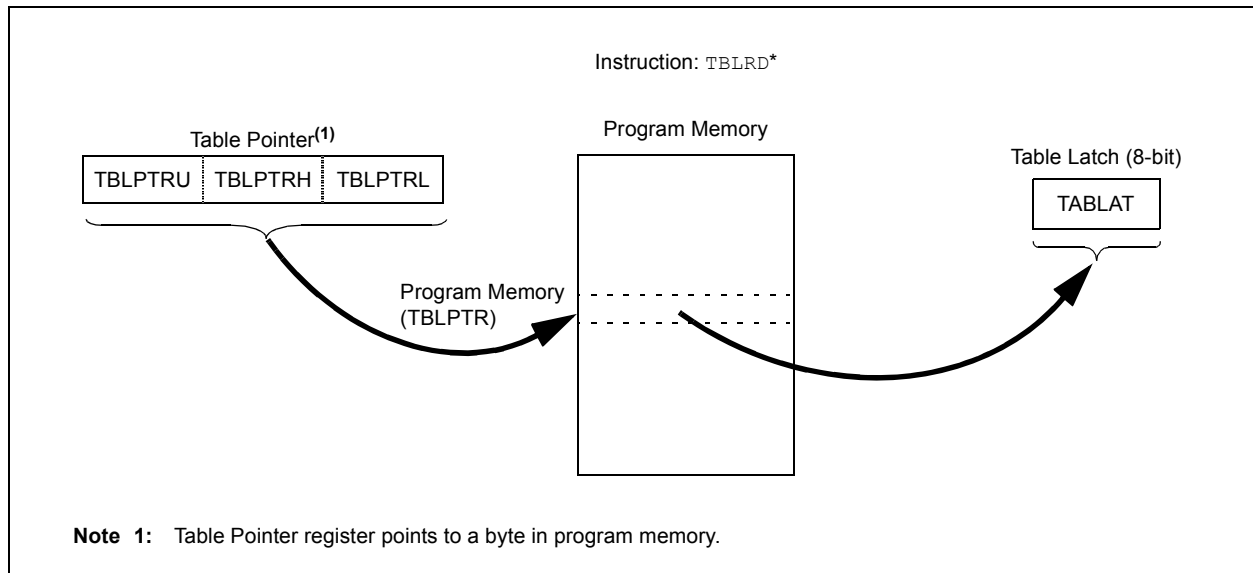 Instruction: TBLRD*
Table Pointer(1)
TBLPTRU TBLPTRH TBLPTRL
Program Memory
Table Latch (8-bit)
TABLAT
Program Memory
(TBLPTR)
Note 1: Table Pointer register points to a byte in program memory.